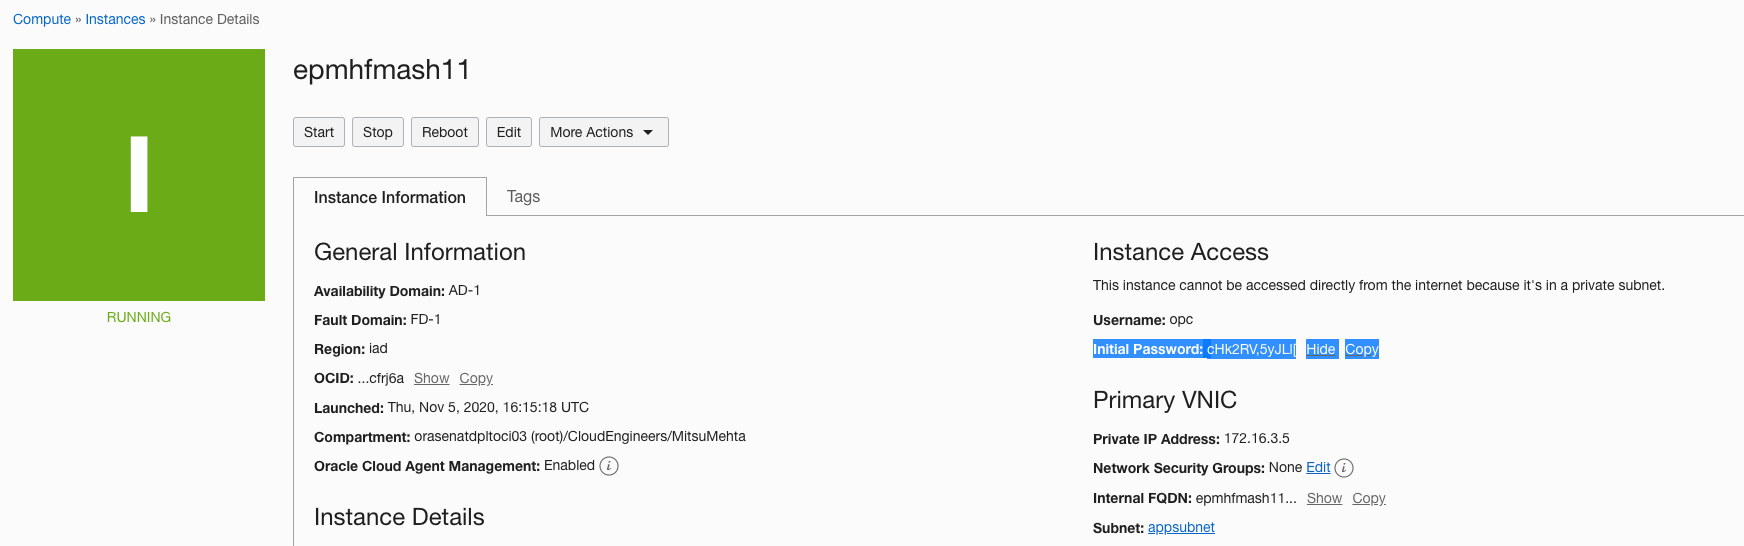 Compute » Instances » Instance Details
I
RUNNING
epmhfmash11
Start Stop Reboot Edit More Actions
Instance Information Tags
General Information
Availability Domain: AD-1
Fault Domain: FD-1
Region: iad
OCID: ...cfrj6a Show Copy
Launched: Thu, Nov 5, 2020, 16:15:18 UTC
Compartment: orasenatdpltoci03 (root)/CloudEngineers/MitsuMehta
Oracle Cloud Agent Management: Enabled i
Instance Details
Instance Access
This instance cannot be accessed directly from the internet because it's in a private subnet.
Username: opc
Initial Password: cHk2RV,5yJLI[ Hide Copy
Primary VNIC
Private IP Address: 172.16.3.5
Network Security Groups: None Edit i
Internal FQDN: epmhfmash11... Show Copy
Subnet: appsubnet